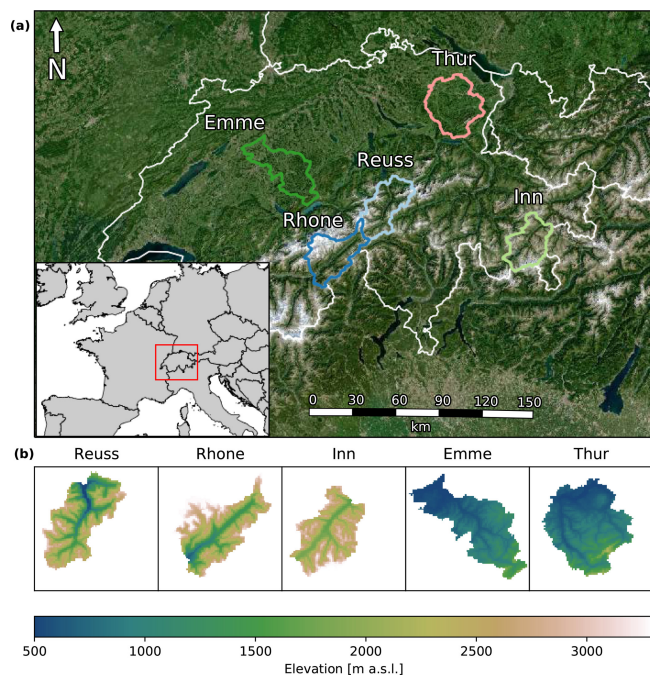 (a)
N
Thur
Emme
Reuss
Rhone
Inn
0 30 60 90 120 150
km
(b)
Reuss Rhone Inn Emme Thur
500 1000 1500 2000 2500 3000
Elevation [m a.s.l.]